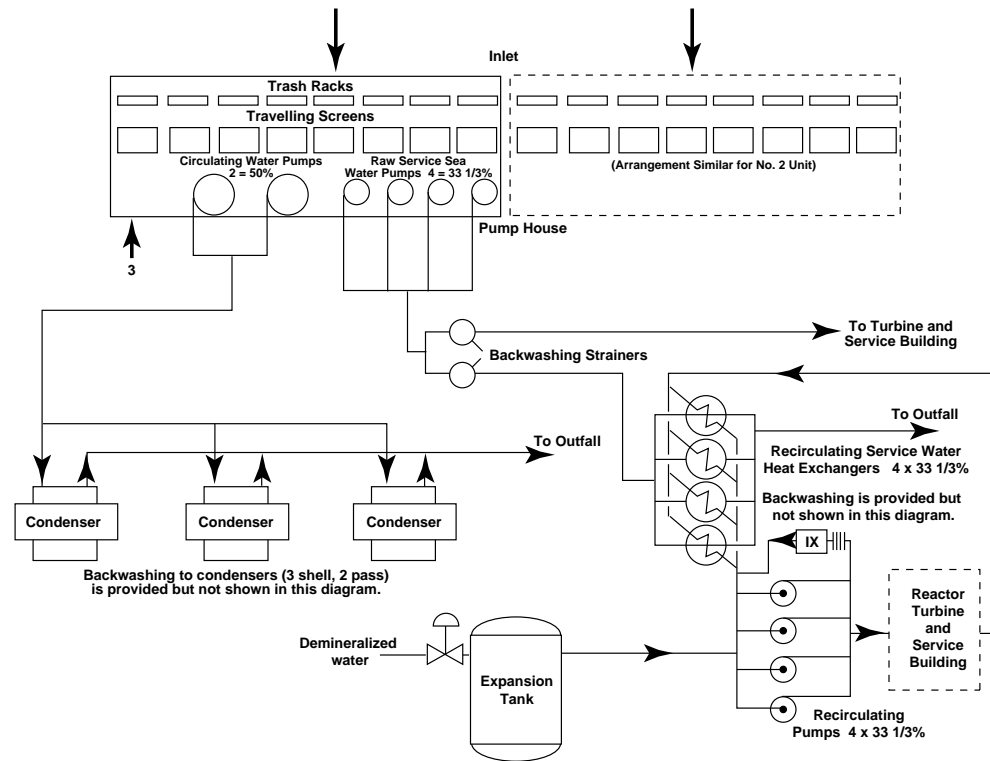 Inlet
Trash Racks
Travelling Screens
Circulating Water Pumps
2 = 50%
Raw Service Sea
Water Pumps 4 = 33 1/3%
(Arrangement Similar for No. 2 Unit)
Pump House
3
To Turbine and
Service Building
Backwashing Strainers
To Outfall
To Outfall
Recirculating Service Water
Heat Exchangers 4 x 33 1/3%
Backwashing is provided but
not shown in this diagram.
Condenser
Condenser
Condenser
IX
Backwashing to condensers (3 shell, 2 pass)
is provided but not shown in this diagram.
Reactor
Turbine
and
Service
Building
Demineralized
water
Expansion
Tank
Recirculating
Pumps 4 x 33 1/3%